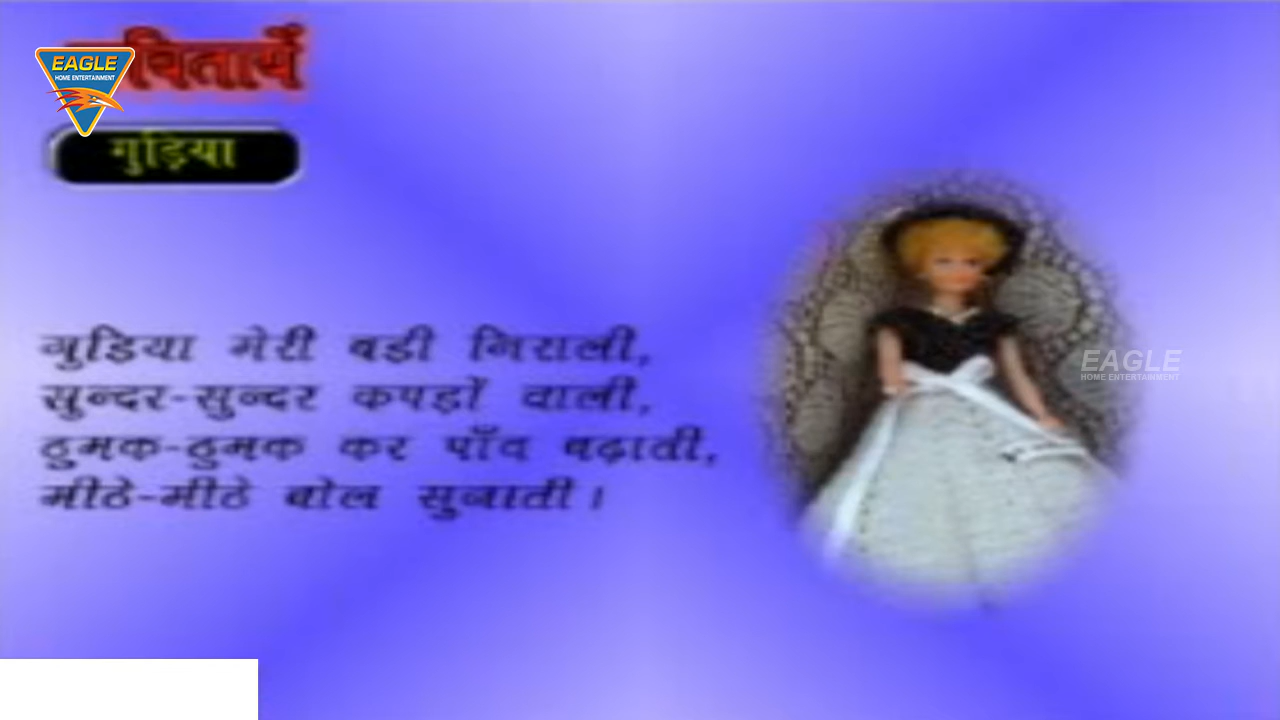 EAGLE
HOME ENTERTAINMENT
गुड़िया
गुड़िया मेरी बड़ी निराली,
सुन्दर-सुन्दर कपड़ों वाली,
ठुमक-ठुमक कर पाँव बढ़ाती,
मीठे-मीठे बोल सुनाती।
EAGLE
HOME ENTERTAINMENT